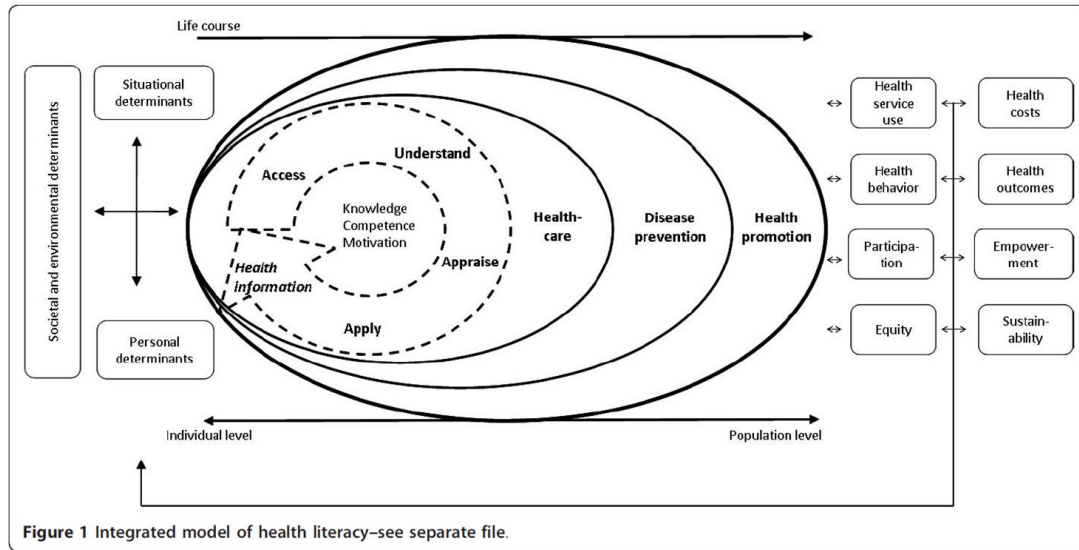 Life course
Societal and environmental determinants
Situational
determinants
Personal
determinants
Access
Understand
Knowledge
Competence
Motivation
Appraise
Health
information
Apply
Health-
care
Disease
prevention
Health
promotion
Health
service
use
Health
costs
Health
behavior
Health
outcomes
Participa-
tion
Empower-
ment
Equity
Sustain-
ability
Individual level
Population level
Figure 1 Integrated model of health literacy–see separate file.